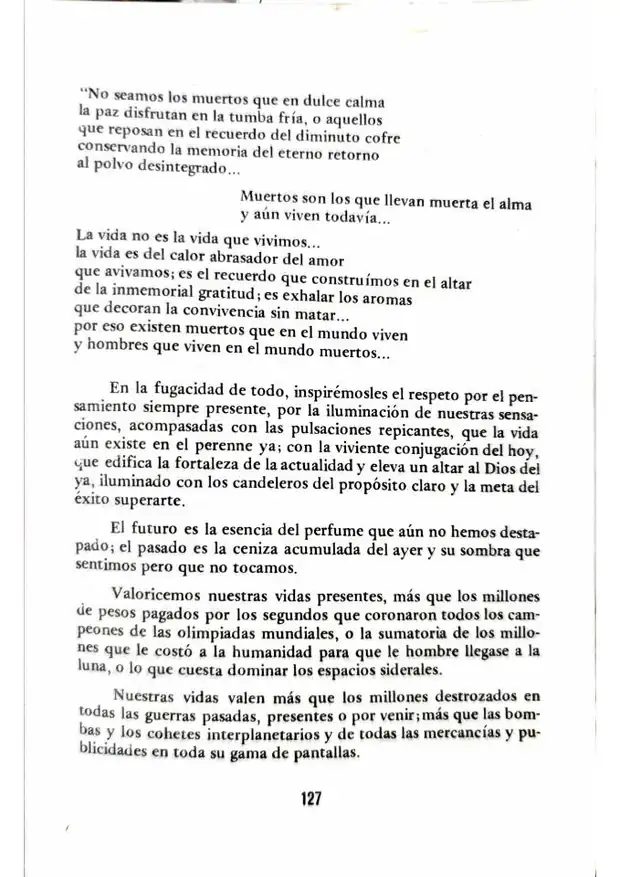 “No seamos los muertos que en dulce calma
la paz disfrutan en la tumba fría, o aquellos
que reposan en el recuerdo del diminuto cofre
conservando la memoria del eterno retorno
al polvo desintegrado...
Muertos son los que llevan muerta el alma
y aún viven todavía...
La vida no es la vida que vivimos...
la vida es del calor abrasador del amor
que avivamos; es el recuerdo que construímos en el altar
de la inmemorial gratitud; es exhalar los aromas
que decoran la convivencia sin matar...
por eso existen muertos que en el mundo viven
y hombres que viven en el mundo muertos...
En la fugacidad de todo, inspirémosles el respeto por el pen-
samiento siempre presente, por la iluminación de nuestras sensa-
ciones, acompasadas con las pulsaciones repicantes, que la vida
aún existe en el perenne ya; con la viviente conjugación del hoy,
que edifica la fortaleza de la actualidad y eleva un altar al Dios del
ya, iluminado con los candeleros del propósito claro y la meta del
éxito superarte.
El futuro es la esencia del perfume que aún no hemos desta-
pado; el pasado es la ceniza acumulada del ayer y su sombra que
sentimos pero que no tocamos.
Valoricemos nuestras vidas presentes, más que los millones
de pesos pagados por los segundos que coronaron todos los cam-
peones de las olimpiadas mundiales, o la sumatoria de los millo-
nes que le costó a la humanidad para que le hombre llegase a la
luna, o lo que cuesta dominar los espacios siderales.
Nuestras vidas valen más que los millones destrozados en
todas las guerras pasadas, presentes o por venir; más que las bom-
bas y los cohetes interplanetarios y de todas las mercancías y pu-
blicidades en toda su gama de pantallas.
127